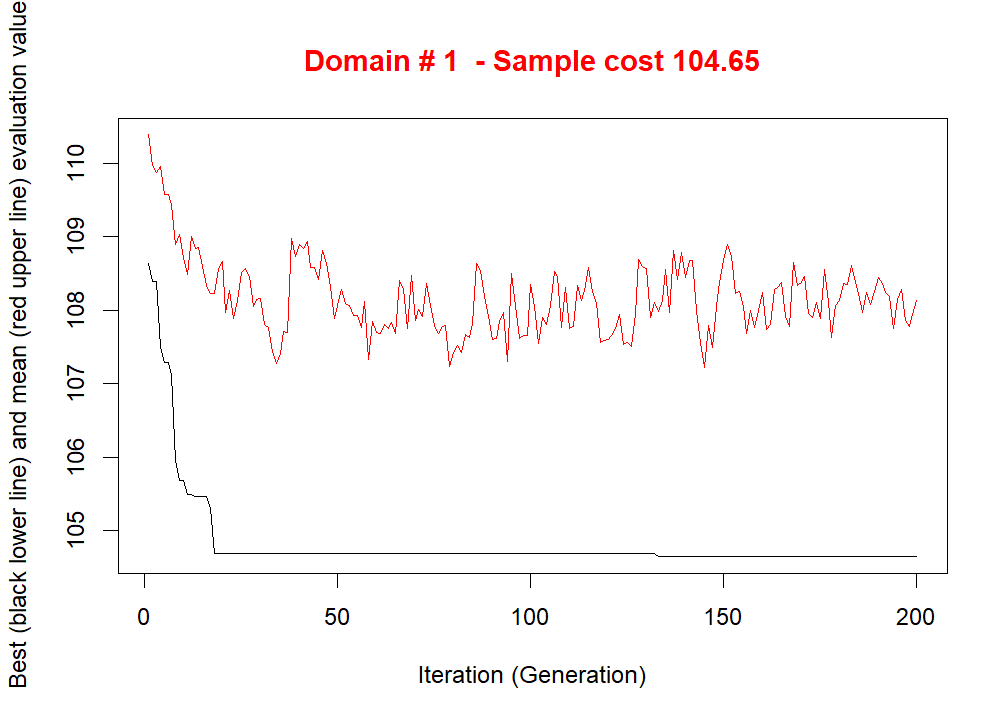 Domain # 1  - Sample cost 104.65
Best (black lower line) and mean (red upper line) evaluation value
110
109
108
107
106
105
0 50 100 150 200
Iteration (Generation)